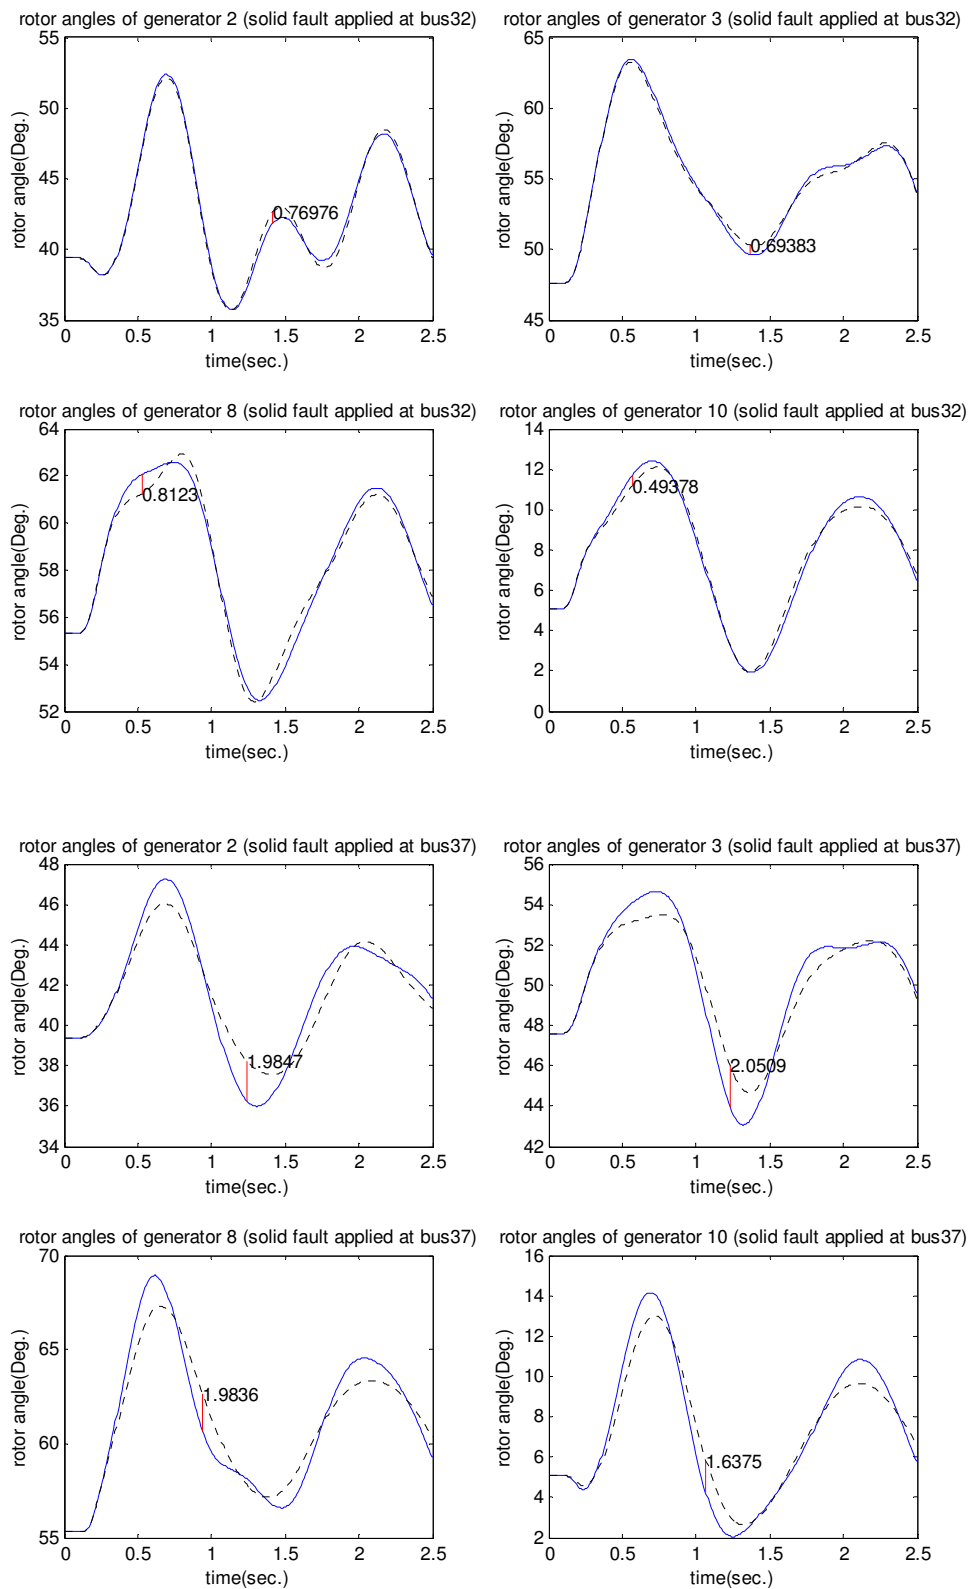 rotor angles of generator 2 (solid fault applied at bus32)
55
50
45
40
35
rotor angle(Deg.)
0.76976
0 0.5 1 1.5 2 2.5
time(sec.)
rotor angles of generator 3 (solid fault applied at bus32)
65
60
55
50
45
rotor angle(Deg.)
0.69383
0 0.5 1 1.5 2 2.5
time(sec.)
rotor angles of generator 8 (solid fault applied at bus32)
64
62
60
58
56
54
52
rotor angle(Deg.)
0.8123
0 0.5 1 1.5 2 2.5
time(sec.)
rotor angles of generator 10 (solid fault applied at bus32)
14
12
10
8
6
4
2
0
rotor angle(Deg.)
0.49378
0 0.5 1 1.5 2 2.5
time(sec.)
rotor angles of generator 2 (solid fault applied at bus37)
48
46
44
42
40
38
36
34
rotor angle(Deg.)
1.9847
0 0.5 1 1.5 2 2.5
time(sec.)
rotor angles of generator 3 (solid fault applied at bus37)
56
54
52
50
48
46
44
42
rotor angle(Deg.)
2.0509
0 0.5 1 1.5 2 2.5
time(sec.)
rotor angles of generator 8 (solid fault applied at bus37)
70
65
60
55
rotor angle(Deg.)
1.9836
0 0.5 1 1.5 2 2.5
time(sec.)
rotor angles of generator 10 (solid fault applied at bus37)
16
14
12
10
8
6
4
2
rotor angle(Deg.)
1.6375
0 0.5 1 1.5 2 2.5
time(sec.)